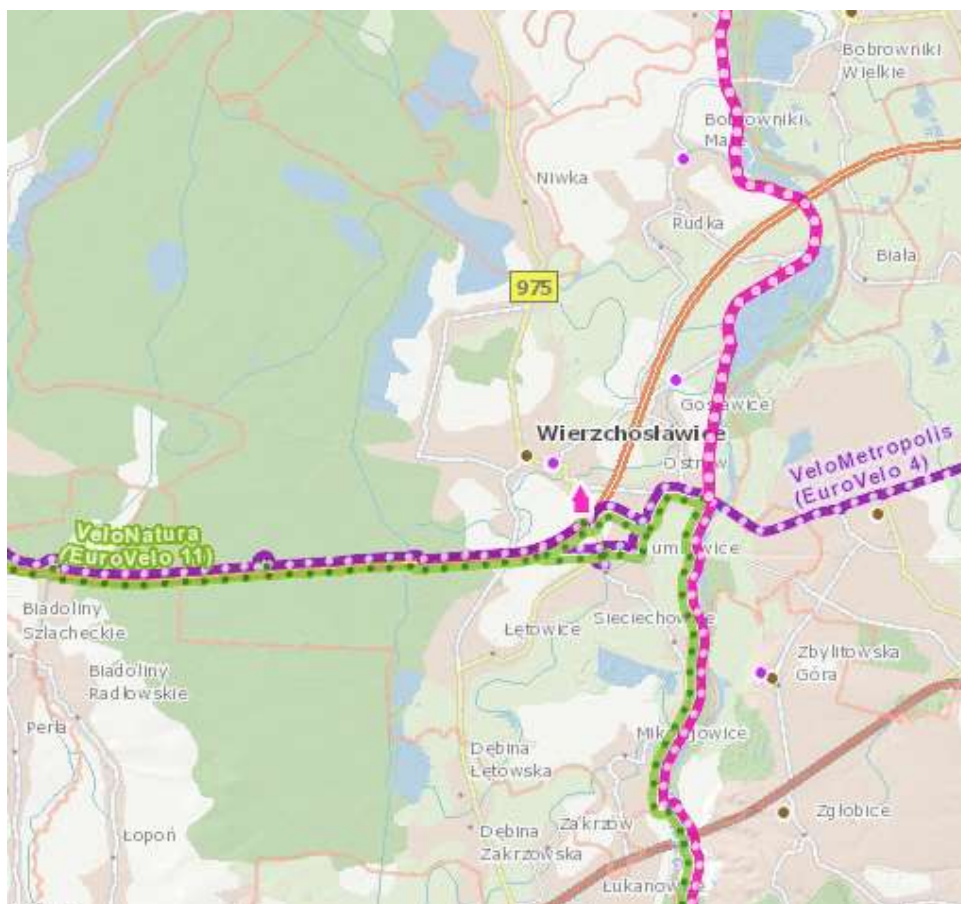 Bobrowniki
Wielkie
Bobrowniki
Małe
Niwka
Rudka
Biała
975
Gosławice
Wierzchosławice
Ostrów
VeloMetropolis
(EuroVelo 4)
VeloNatura
(EuroVelo 11)
Biadoliny
Szlacheckie
Sieciechowice
Łętowice
Zbylitowska
Góra
Biadoliny
Radłowskie
Perła
Mikołajowice
Dębina
Łętowska
Zgłobice
Zakrzów
Łopoń
Dębina
Zakrzowska
Łukanowice